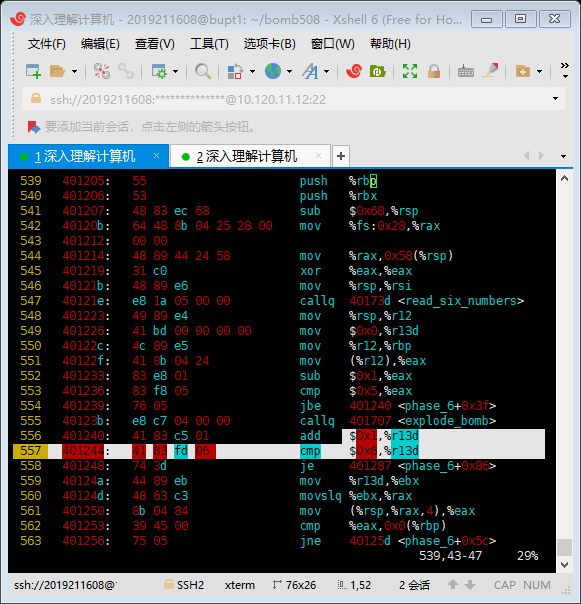 深入理解计算机 - 2019211608@bupt1: ~/bomb508 - Xshell 6 (Free for Ho...
文件(F) 编辑(E) 查看(V) 工具(T) 选项卡(B) 窗口(W) 帮助(H)
ssh://2019211608:**************@10.120.11.12:22
要添加当前会话，点击左侧的箭头按钮。
1 深入理解计算机 × 2 深入理解计算机 × +
539 401205: 55 push %rbp
540 401206: 53 push %rbx
541 401207: 48 83 ec 68 sub $0x68,%rsp
542 40120b: 64 48 8b 04 25 28 00 mov %fs:0x28,%rax
543 401212: 00 00
544 401214: 48 89 44 24 58 mov %rax,0x58(%rsp)
545 401219: 31 c0 xor %eax,%eax
546 40121b: 48 89 e6 mov %rsp,%rsi
547 40121e: e8 1a 05 00 00 callq 40173d <read_six_numbers>
548 401223: 49 89 e4 mov %rsp,%r12
549 401226: 41 bd 00 00 00 00 mov $0x0,%r13d
550 40122c: 4c 89 e5 mov %r12,%rbp
551 40122f: 41 8b 04 24 mov (%r12),%eax
552 401233: 83 e8 01 sub $0x1,%eax
553 401236: 83 f8 05 cmp $0x5,%eax
554 401239: 76 05 jbe 401240 <phase_6+0x3f>
555 40123b: e8 c7 04 00 00 callq 401707 <explode_bomb>
556 401240: 41 83 c5 01 add $0x1,%r13d
557 401244: 41 83 fd 06 cmp $0x6,%r13d
558 401248: 74 3d je 401287 <phase_6+0x86>
559 40124a: 44 89 eb mov %r13d,%ebx
560 40124d: 48 63 c3 movslq %ebx,%rax
561 401250: 8b 04 84 mov (%rsp,%rax,4),%eax
562 401253: 39 45 00 cmp %eax,0x0(%rbp)
563 401256: 75 05 jne 40125d <phase_6+0x5c>
539,43-47 29%
ssh://2019211608@ SSH2 xterm 76x26 1,52 2 会话 CAP NUM